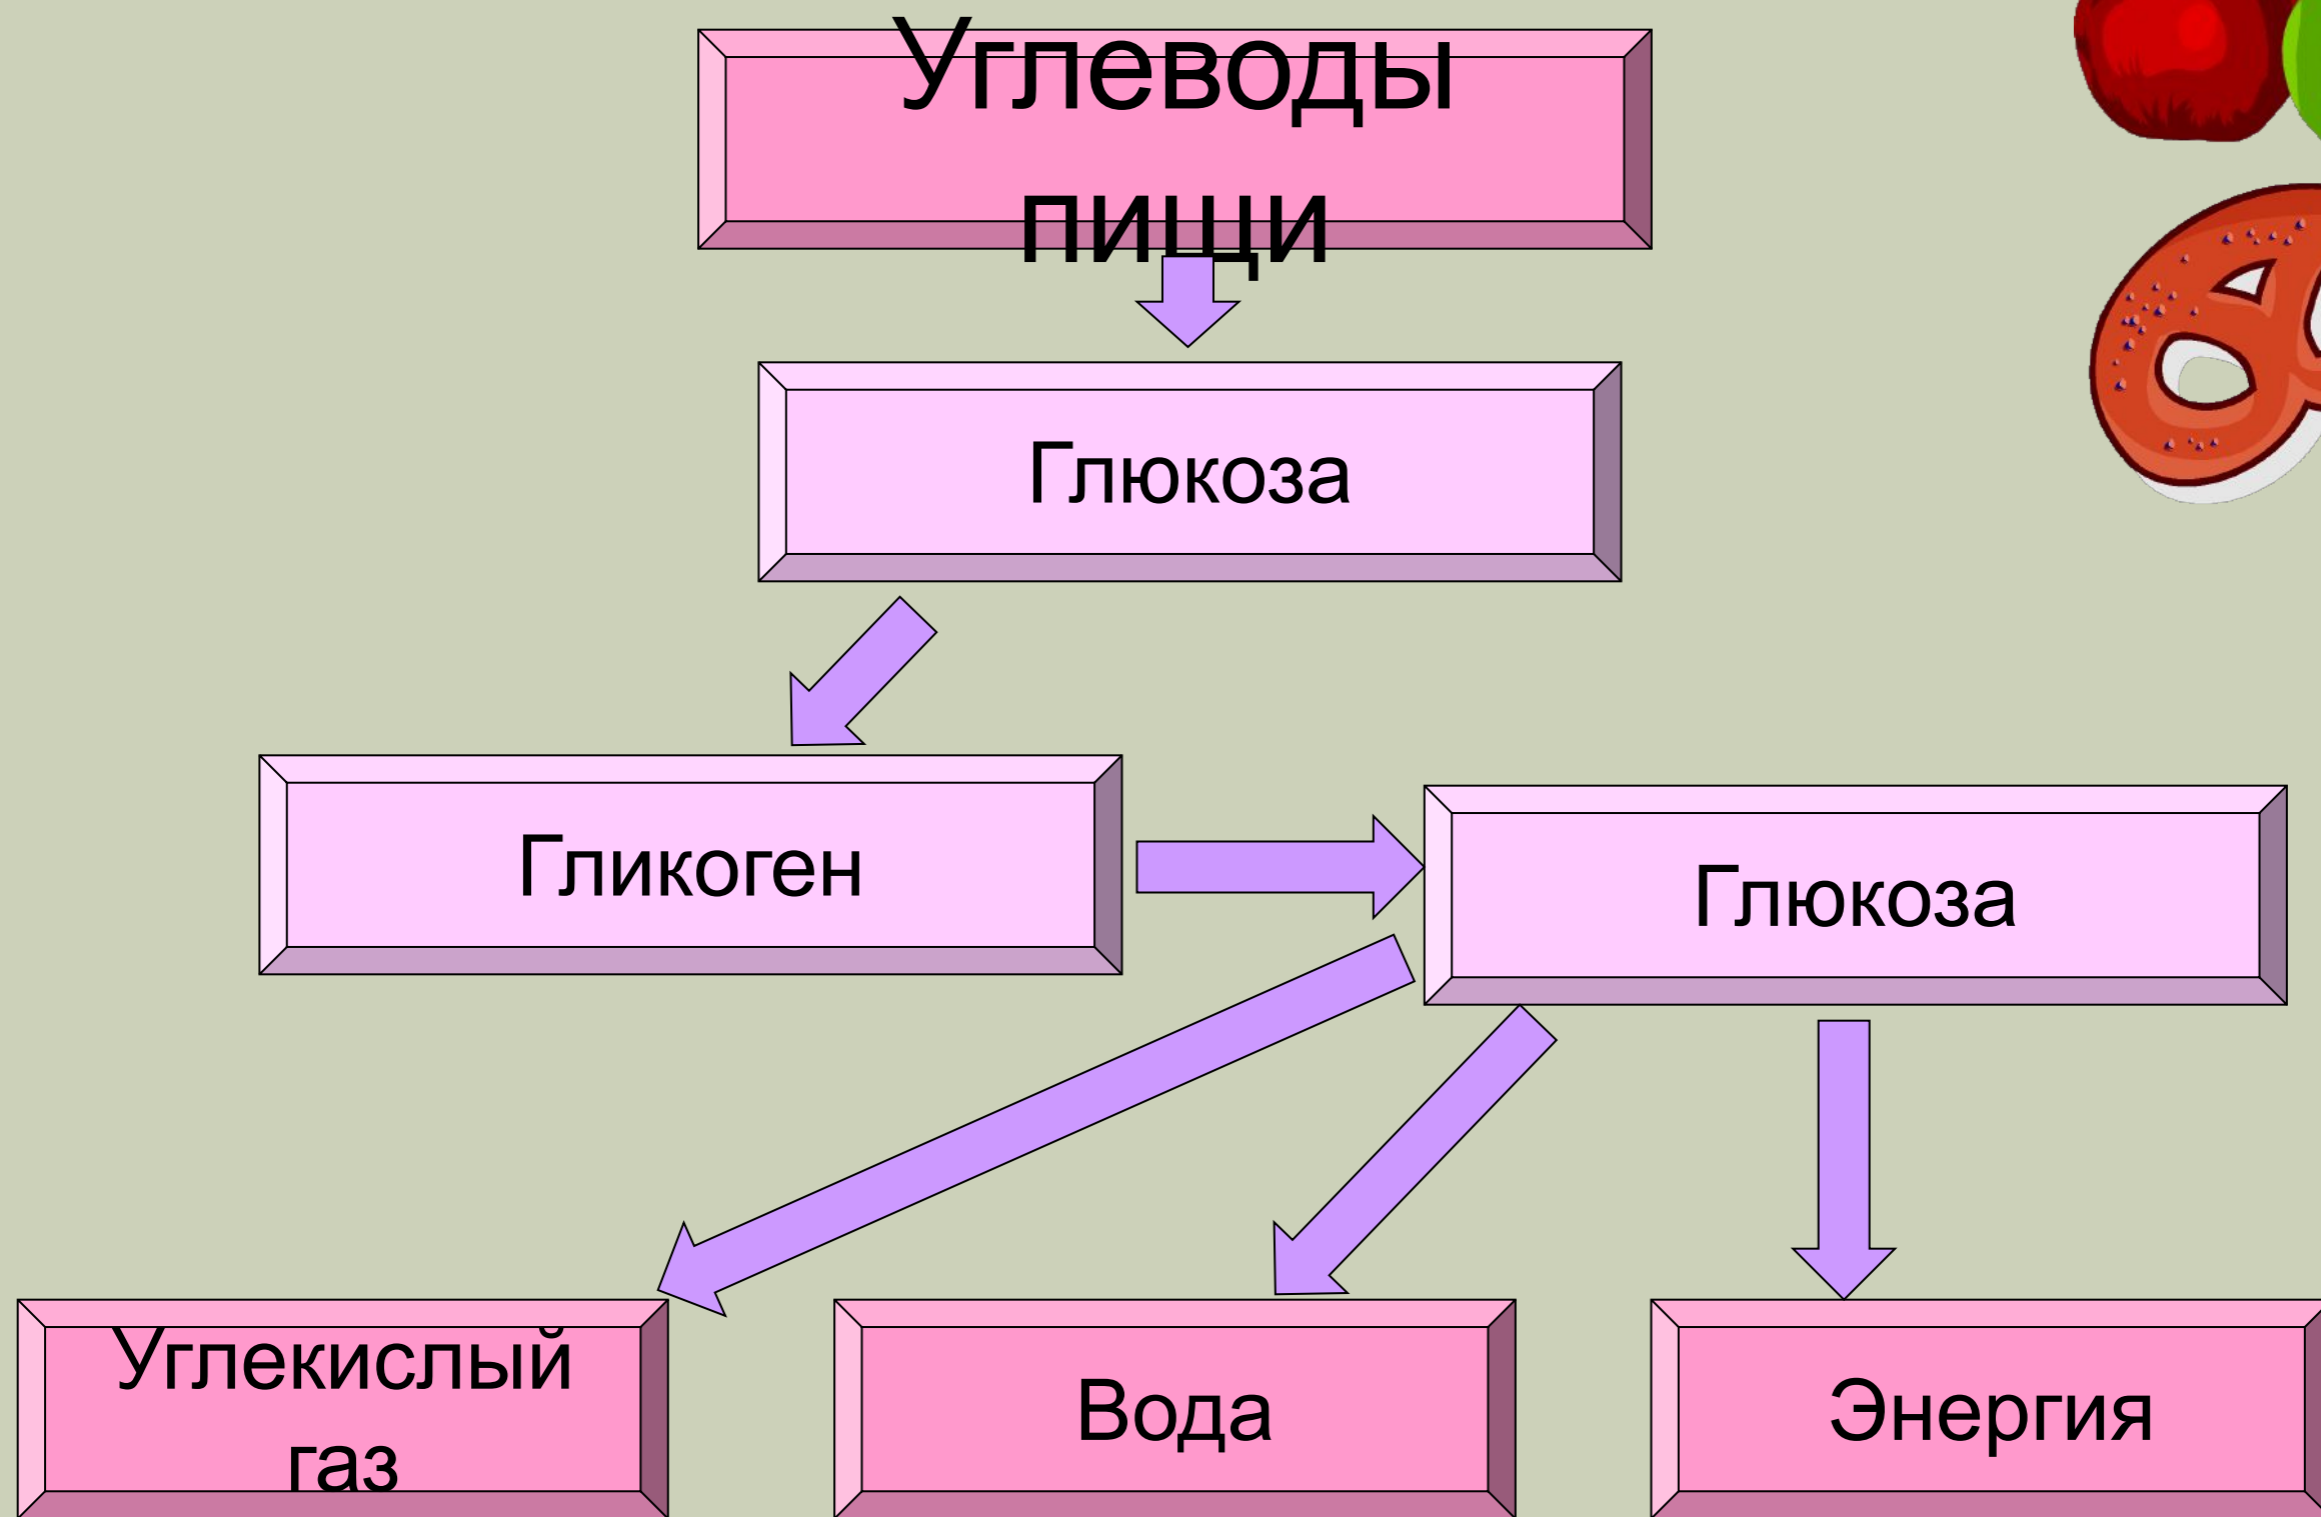 Углеводы
пищи
Глюкоза
Гликоген
Глюкоза
Углекислый
газ
Вода
Энергия